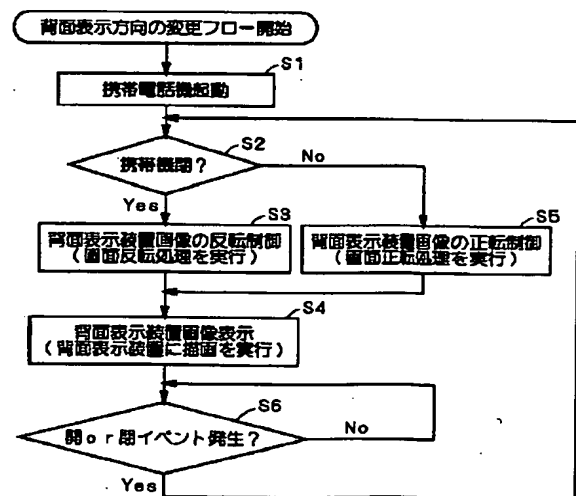 背面表示方向の変更フロー開始
S1
携帯電話機起動
S2
携帯機閉?
No
Yes
S3
背面表示装置画像の反転制御
(画面反転処理を実行)
S5
背面表示装置画像の正転制御
(画面正転処理を実行)
S4
背面表示装置画像表示
(背面表示装置に描画を実行)
S6
開or閉イベント発生?
No
Yes